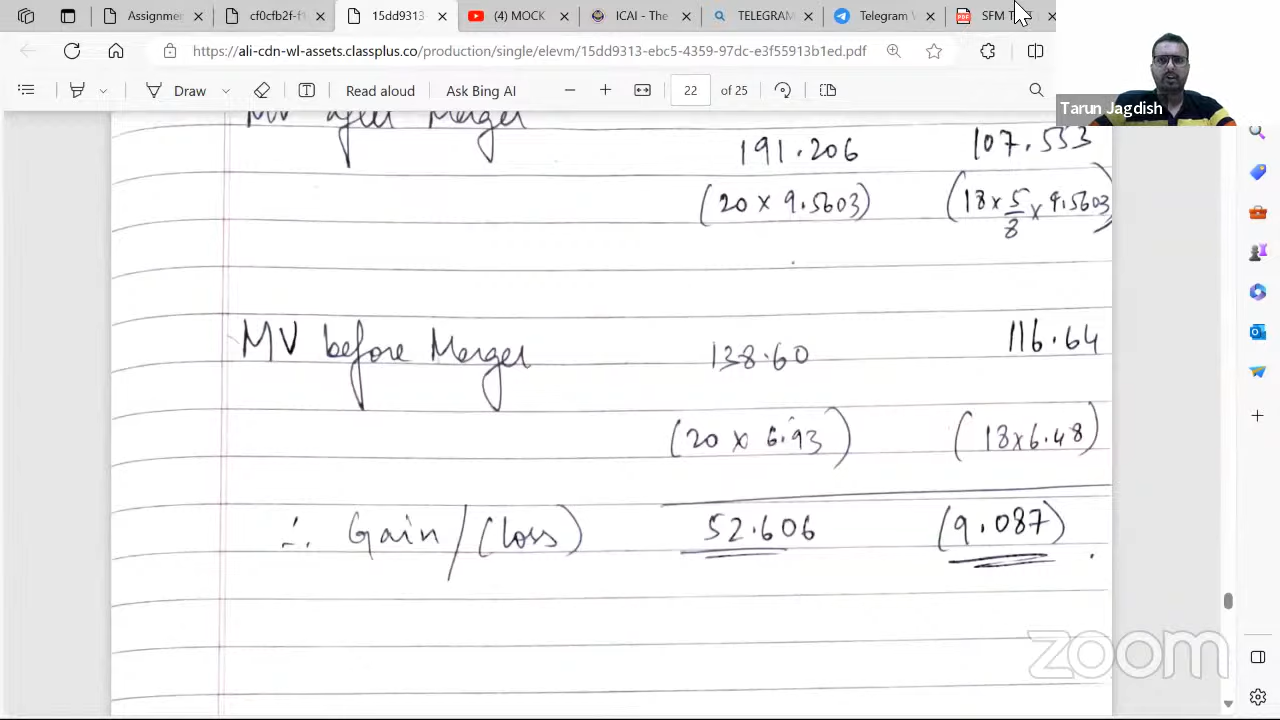 Assignme
cf0cfb2f-f
15dd9313
(4) MOCK
ICAI - The
TELEGRAM
Telegram W
SFM T
https://ali-cdn-wl-assets.classplus.co/production/single/elevm/15dd9313-ebc5-4359-97dc-e3f55913b1ed.pdf
Draw
Read aloud
Ask Bing AI
22 of 25
Tarun Jagdish
MV after Merger
191.206 107.553
(20 x 9.5603) (18 x 5/8 x 9.5603)
MV before Merger 138.60 116.64
(20 x 6.93) (18x6.48)
∴ Gain/(loss) 52.606 (9.087)
zoom